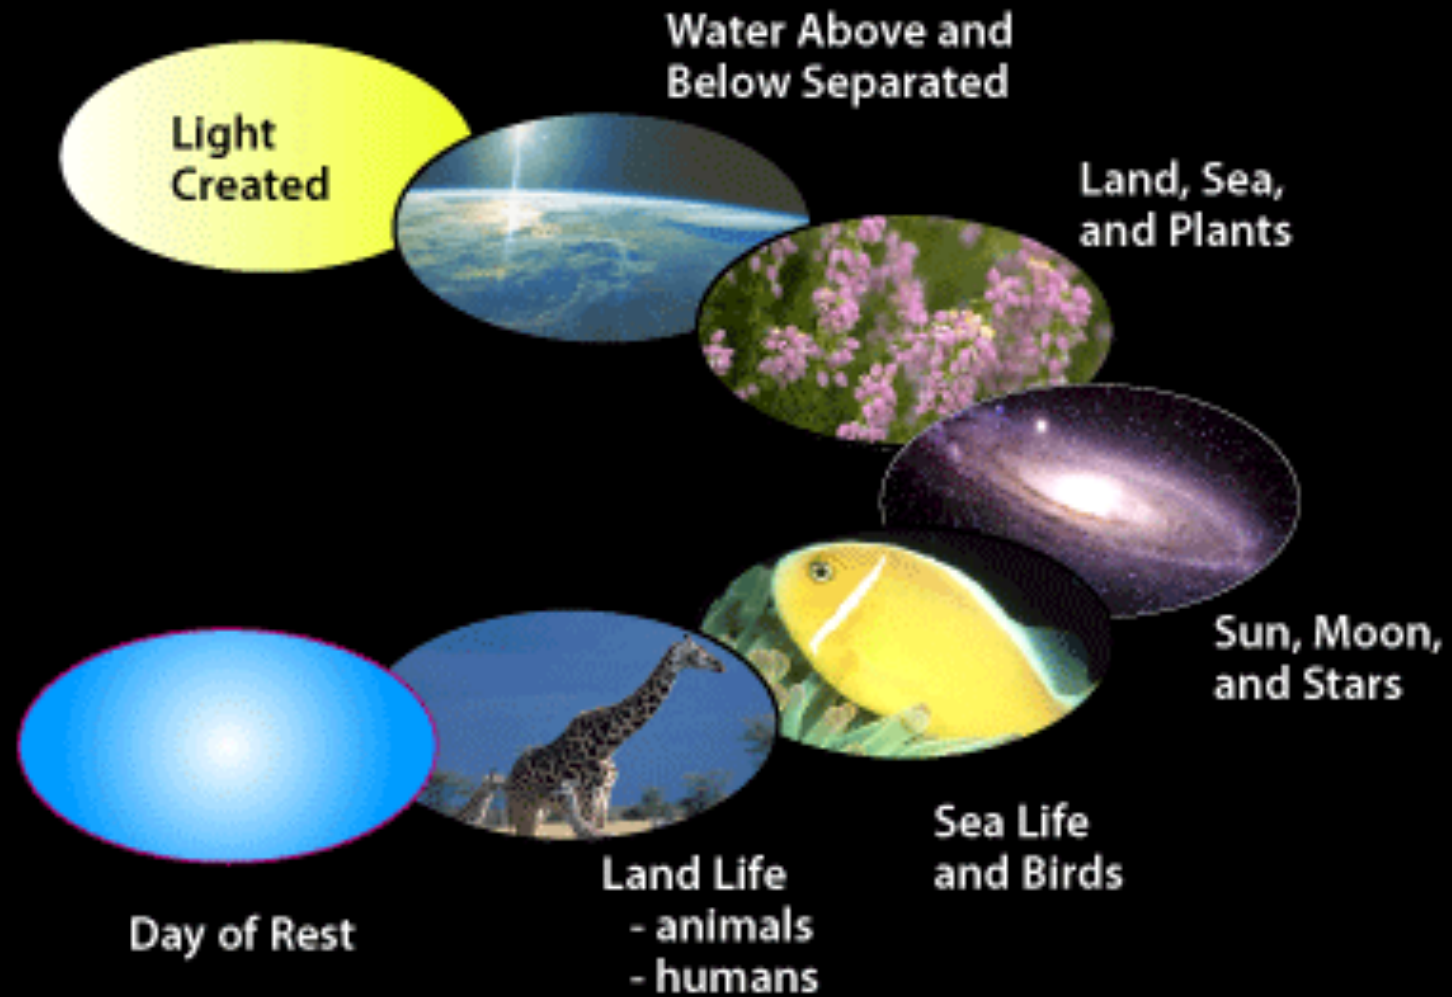 Light
Created
Water Above and
Below Separated
Land, Sea,
and Plants
Sun, Moon,
and Stars
Sea Life
and Birds
Land Life
- animals
- humans
Day of Rest